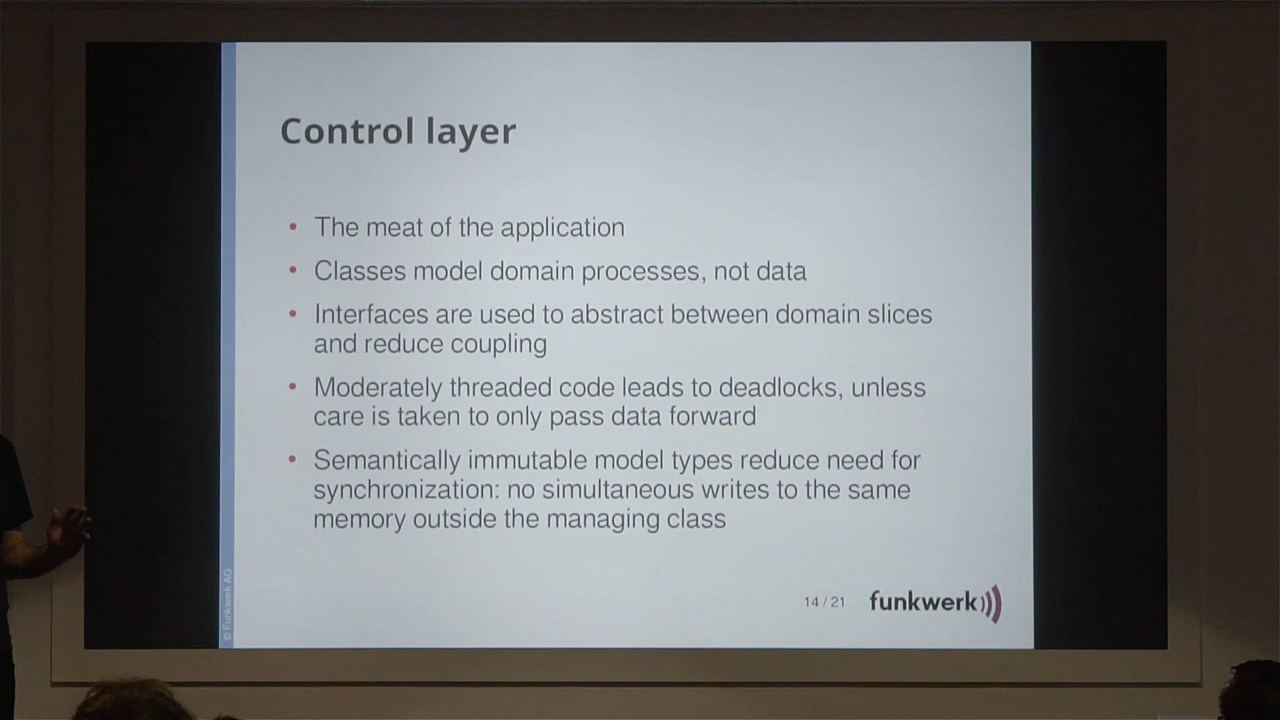 Control layer
• The meat of the application
• Classes model domain processes, not data
• Interfaces are used to abstract between domain slices
and reduce coupling
• Moderately threaded code leads to deadlocks, unless
care is taken to only pass data forward
• Semantically immutable model types reduce need for
synchronization: no simultaneous writes to the same
memory outside the managing class
14 / 21
funkwerk
© Funkwerk AG